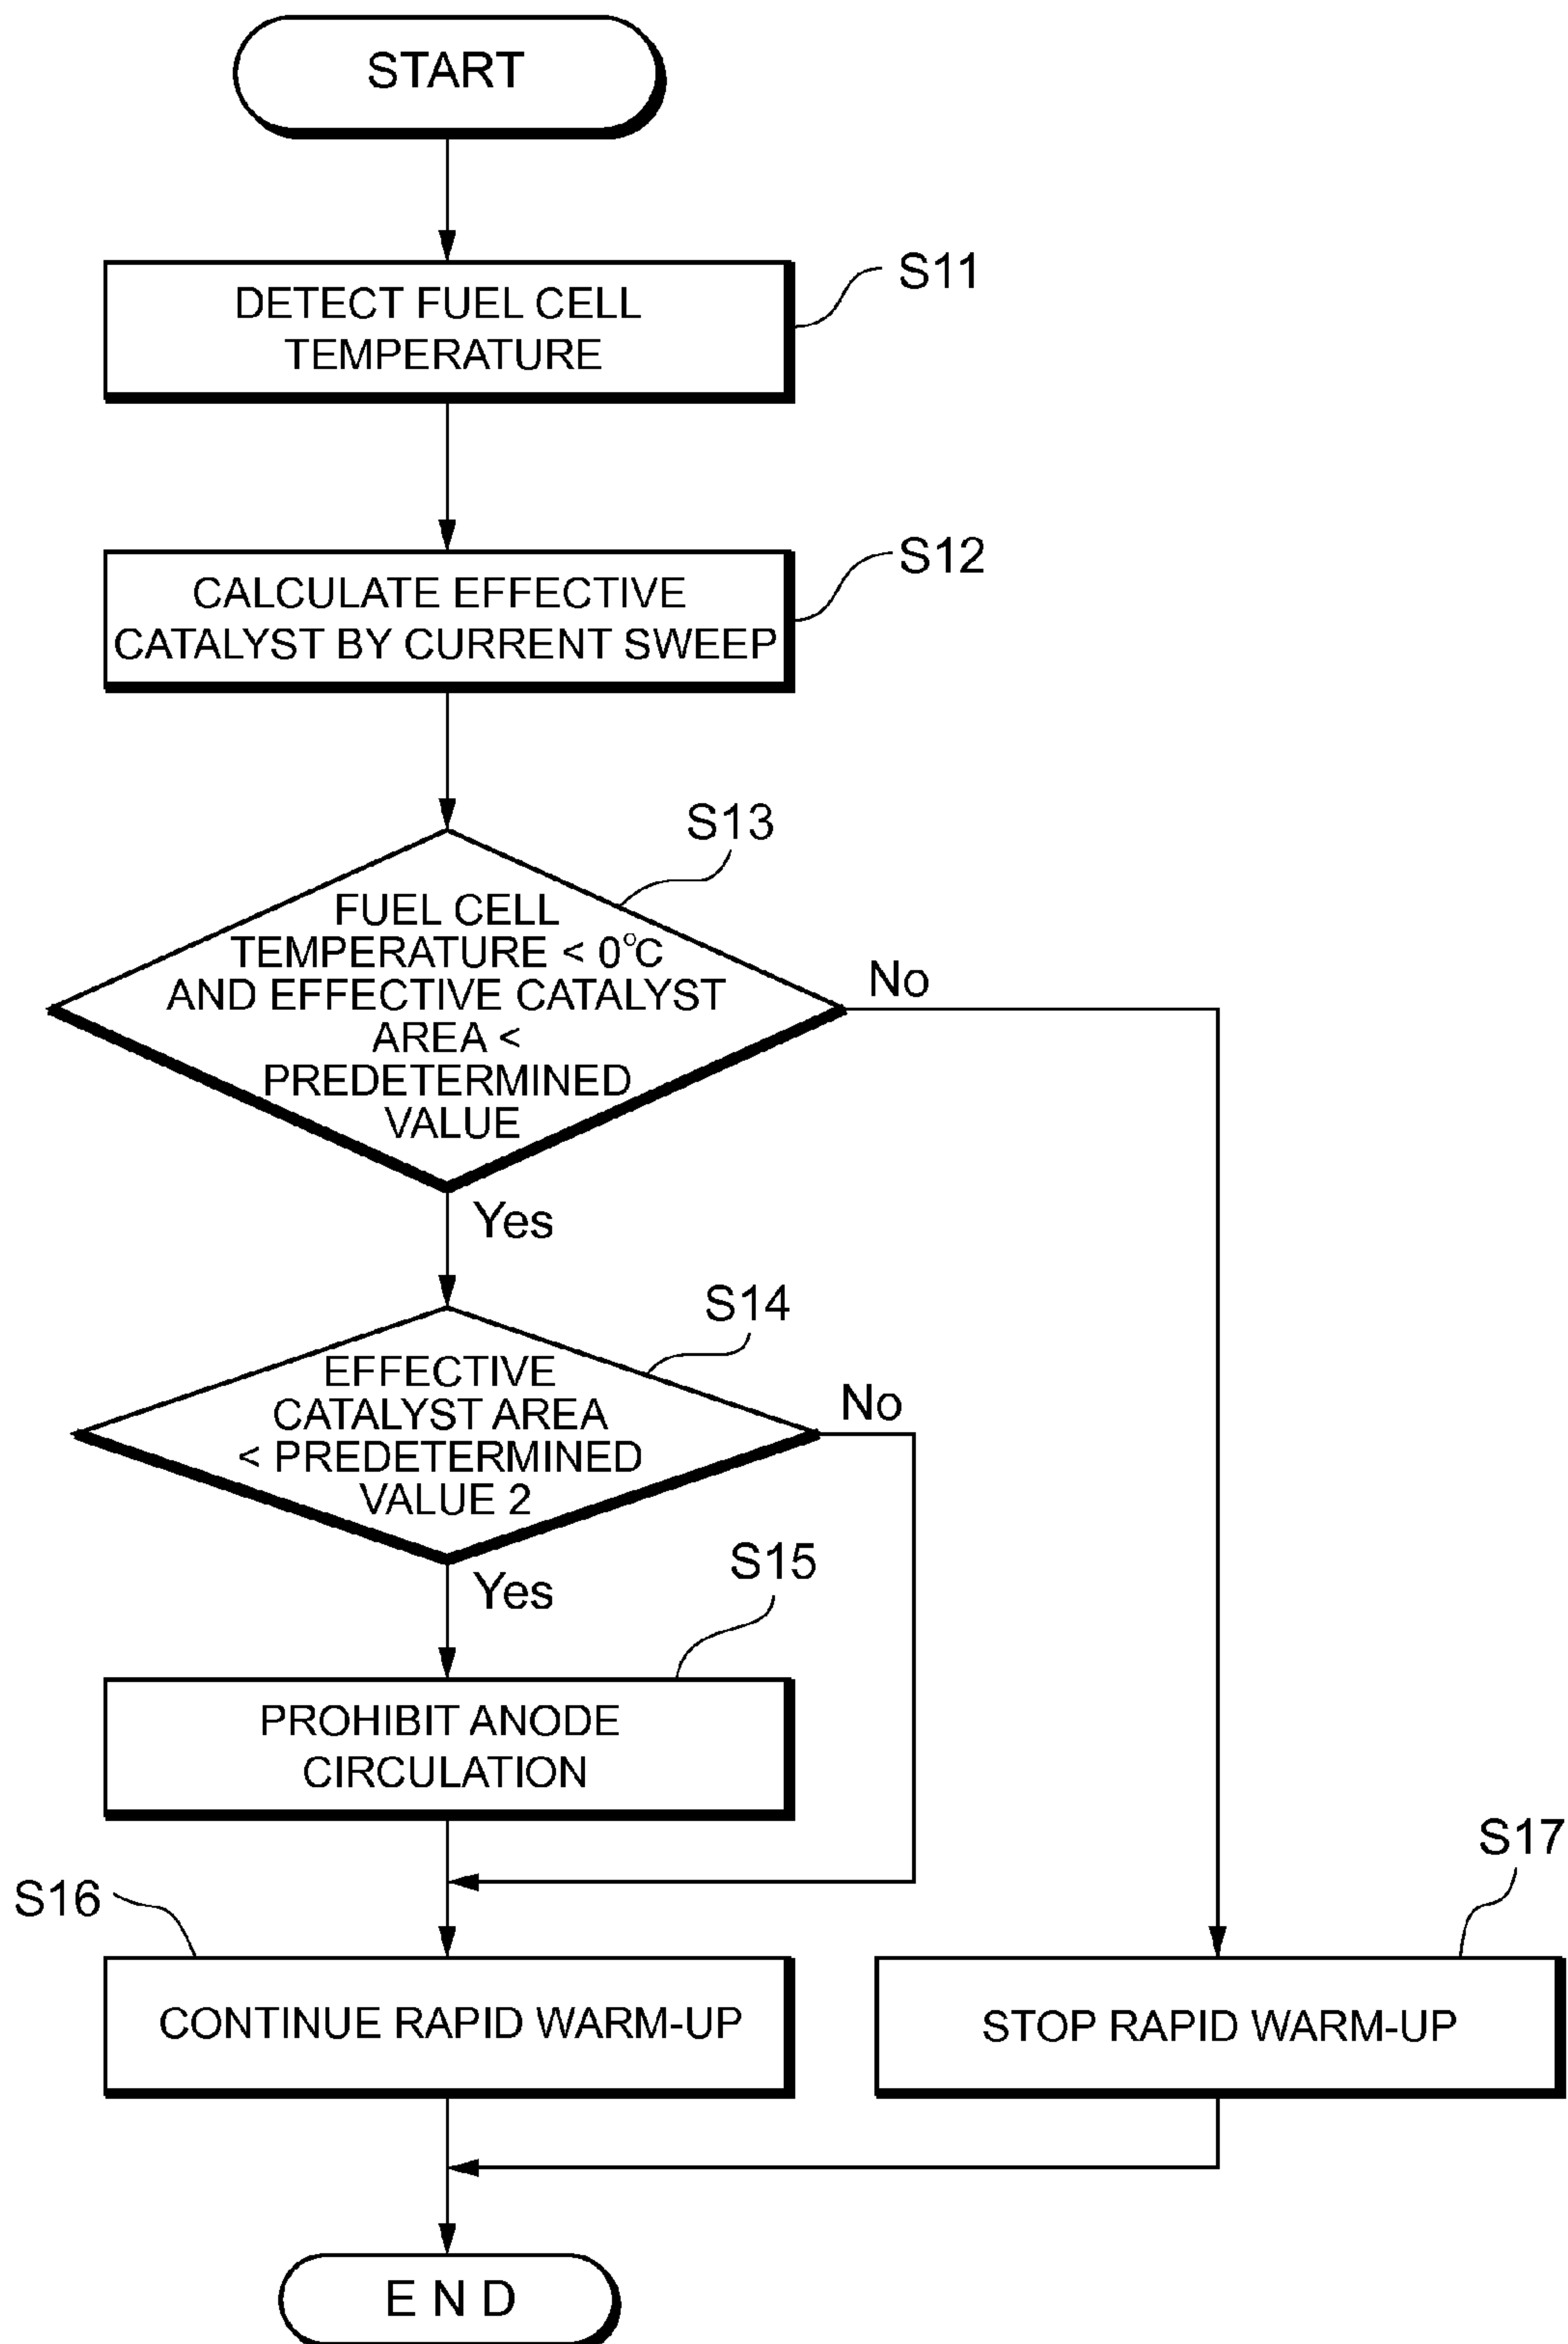 START
S11
DETECT FUEL CELL
TEMPERATURE
S12
CALCULATE EFFECTIVE
CATALYST BY CURRENT SWEEP
S13
FUEL CELL
TEMPERATURE < 0°C
AND EFFECTIVE CATALYST
AREA <
PREDETERMINED
VALUE
No
Yes
S14
EFFECTIVE
CATALYST AREA
< PREDETERMINED
VALUE 2
No
Yes
S15
PROHIBIT ANODE
CIRCULATION
S16
CONTINUE RAPID WARM-UP
S17
STOP RAPID WARM-UP
E N D